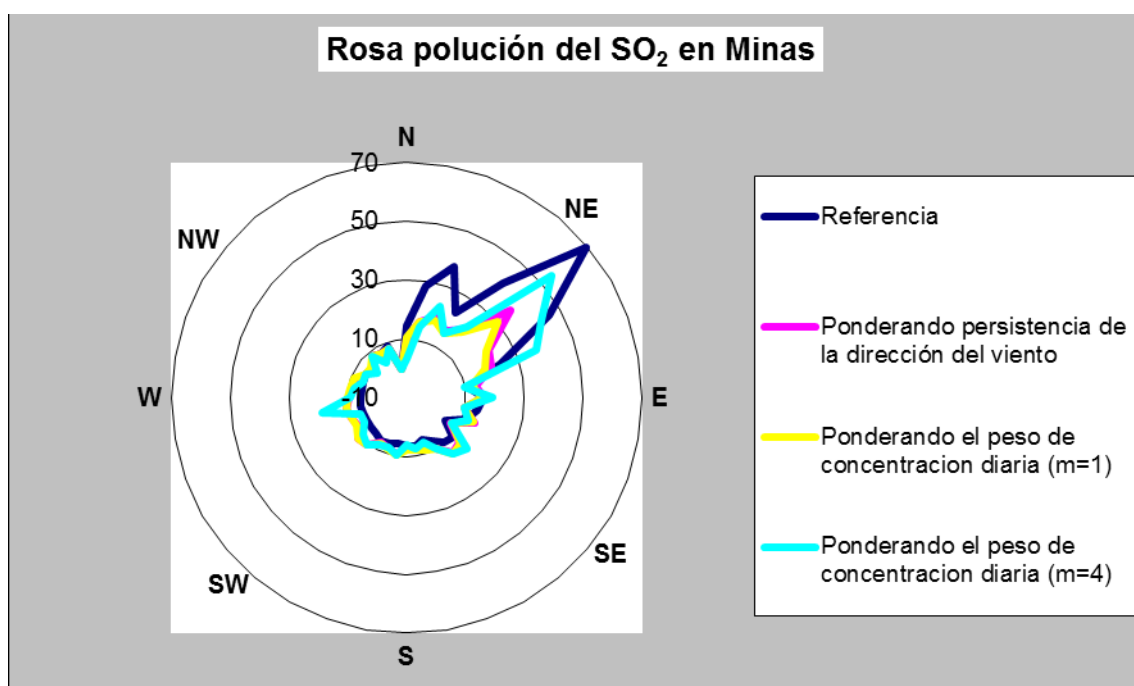 Rosa polución del SO₂ en Minas
N
70
NE
50
NW
30
10
W
-10
E
SW
SE
S
Referencia
Ponderando persistencia de
la dirección del viento
Ponderando el peso de
concentracion diaria (m=1)
Ponderando el peso de
concentracion diaria (m=4)